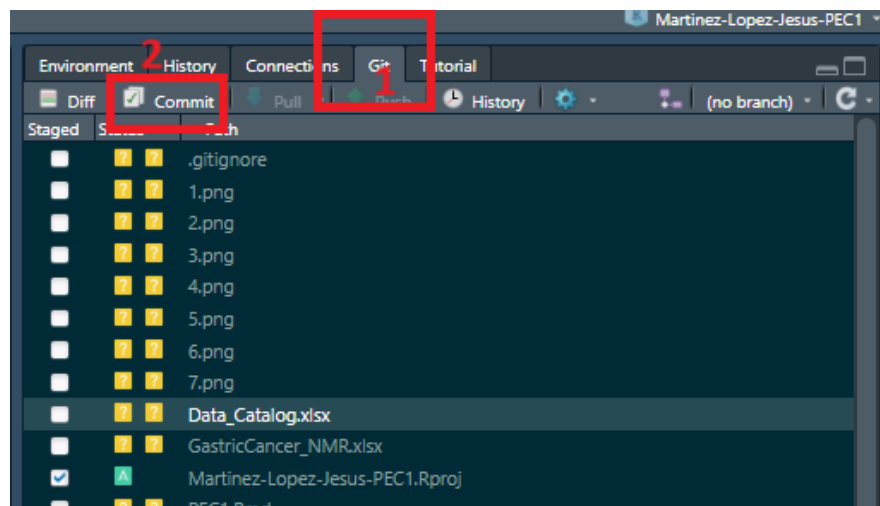 Martinez-Lopez-Jesus-PEC1
2
Environment History Connections Git Tutorial
1
Diff Commit Pull Push History (no branch)
Staged Status Path
? ? .gitignore
? ? 1.png
? ? 2.png
? ? 3.png
? ? 4.png
? ? 5.png
? ? 6.png
? ? 7.png
? ? Data_Catalog.xlsx
? ? GastricCancer_NMR.xlsx
A Martinez-Lopez-Jesus-PEC1.Rproj